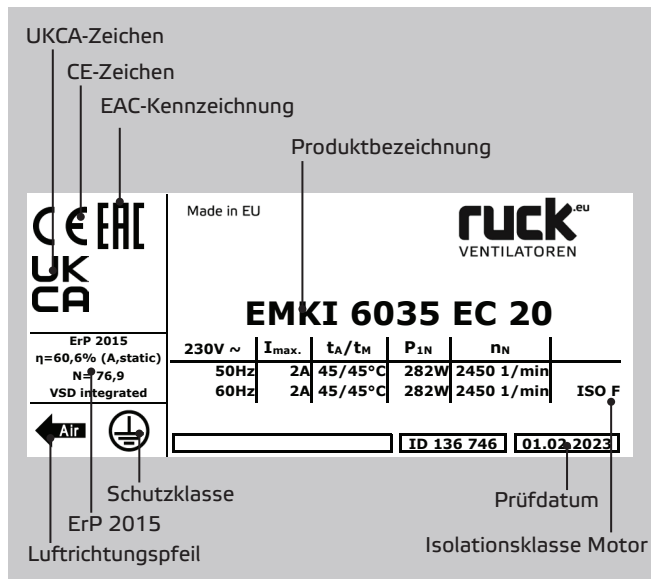 UKCA-Zeichen
CE-Zeichen
EAC-Kennzeichnung
Produktbezeichnung
CE EAC
UK
CA
Made in EU
ruck.eu
VENTILATOREN
EMKI 6035 EC 20
ErP 2015
η=60,6% (A,static)
N= 76,9
VSD integrated
230V ~ Imax. tA/tM P1N nN
50Hz 2A 45/45°C 282W 2450 1/min
60Hz 2A 45/45°C 282W 2450 1/min ISO F
Air
ID 136 746 01.02.2023
Schutzklasse
Prüfdatum
ErP 2015
Isolationsklasse Motor
Luftrichtungspfeil